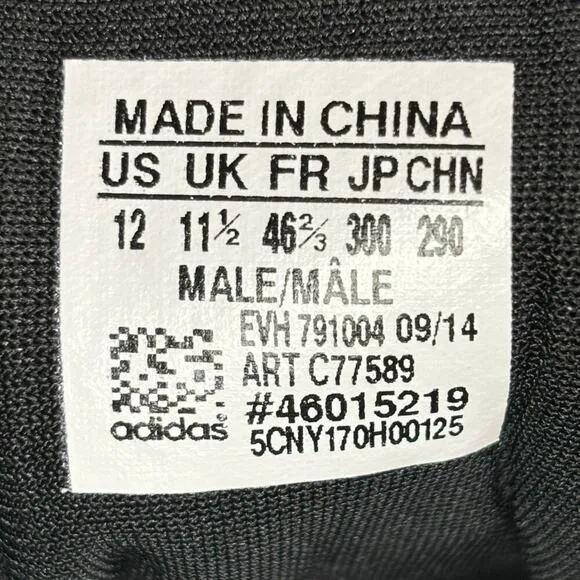 MADE IN CHINA
US UK FR JP CHN
12 11½ 46⅔ 300 290
MALE/MÂLE
EVH 791004 09/14
ART C77589
#46015219
adidas® 5CNY170H00125